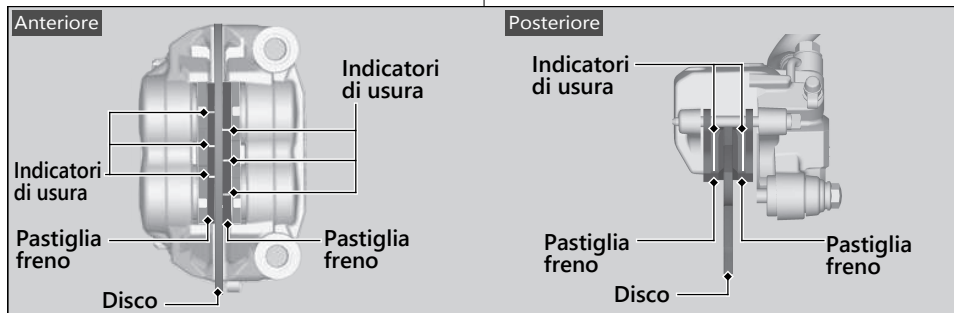 Anteriore
Indicatori
di usura
Indicatori
di usura
Pastiglia
freno
Pastiglia
freno
Disco
Posteriore
Indicatori
di usura
Pastiglia
freno
Pastiglia
freno
Disco